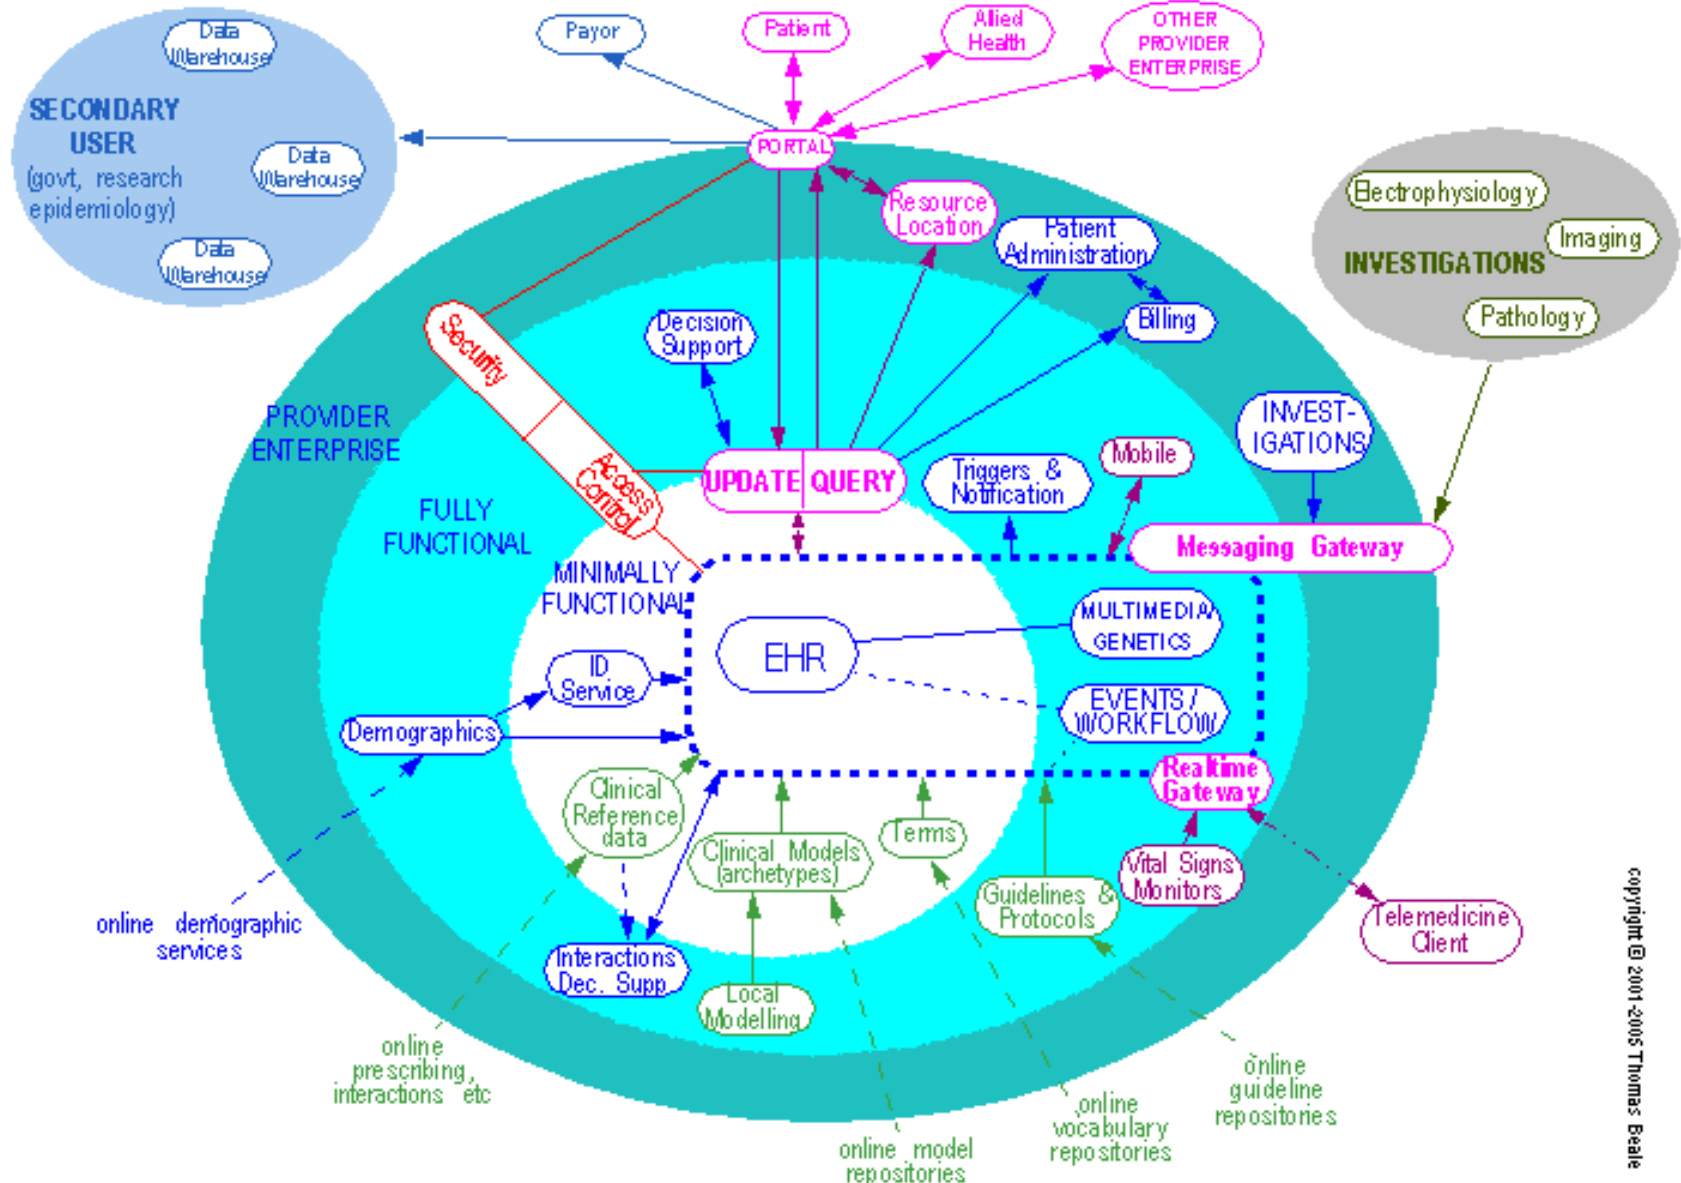 Data
Warehouse
SECONDARY
USER
(govt, research
epidemiology)
Data
Warehouse
Data
Warehouse
Payor
Patient
Allied
Health
OTHER
PROVIDER
ENTERPRISE
PORTAL
Resource
Location
Patient
Administration
Billing
Electrophysiology
Imaging
INVESTIGATIONS
Pathology
Decision
Support
Security
Access
Control
PROVIDER
ENTERPRISE
FULLY
FUNCTIONAL
MINIMALLY
FUNCTIONAL
UPDATE QUERY
Triggers &
Notification
Mobile
INVEST-
IGATIONS
Messaging Gateway
EHR
MULTIMEDIA/
GENETICS
EVENTS /
WORKFLOW
ID
Service
Demographics
Realtime
Gateway
Clinical
Reference
data
Clinical Models
(archetypes)
Terms
Guidelines &
Protocols
Vital Signs
Monitors
Telemedicine
Client
Interactions
Dec. Supp.
Local
Modelling
online demographic
services
online
prescribing,
interactions etc
online model
repositories
online
vocabulary
repositories
online
guideline
repositories
copyright © 2001-2005 Thomas Beale